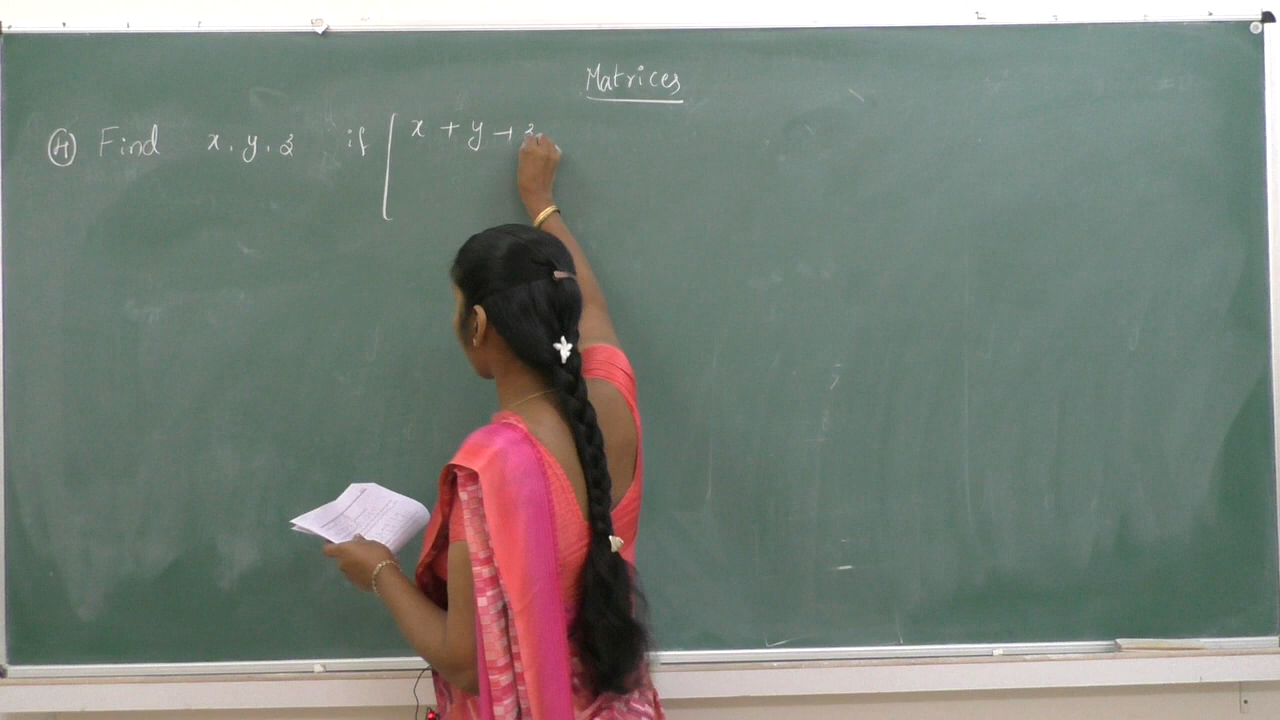 Matrices
④ Find x, y, z if [ x + y + z